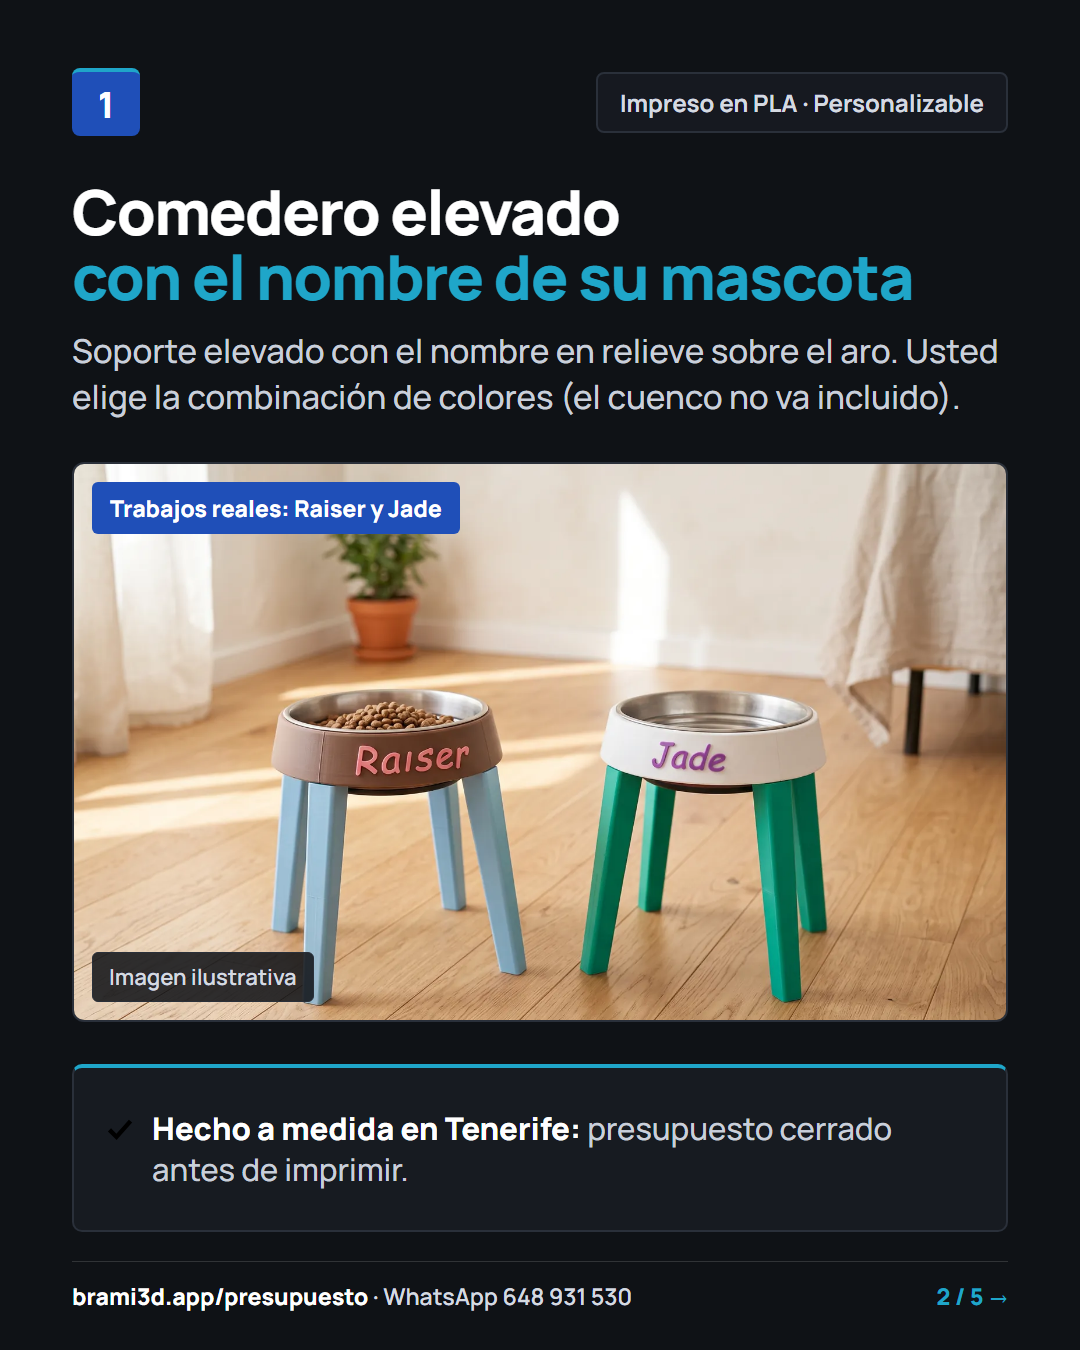 1
Impreso en PLA · Personalizable
Comedero elevado
con el nombre de su mascota
Soporte elevado con el nombre en relieve sobre el aro. Usted
elige la combinación de colores (el cuenco no va incluido).
Trabajos reales: Raiser y Jade
Raiser
Jade
Imagen ilustrativa
Hecho a medida en Tenerife: presupuesto cerrado
antes de imprimir.
brami3d.app/presupuesto · WhatsApp 648 931 530
2 / 5 →